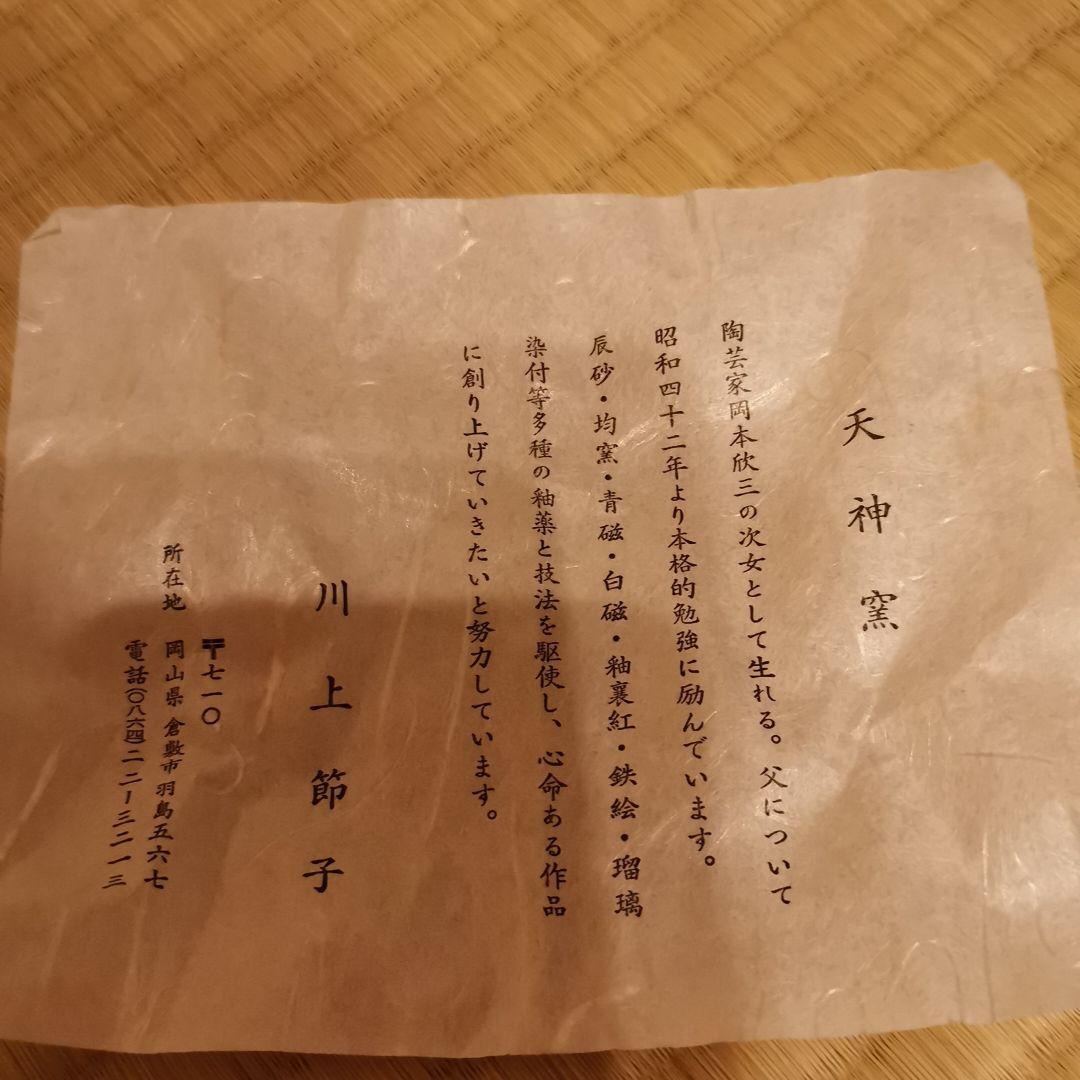 天神窯
陶芸家岡本欣三の次女として生れる。父について
昭和四十二年より本格的勉強に励んでいます。
辰砂・均窯・青磁・白磁・釉裏紅・鉄絵・瑠璃
染付等多種の釉薬と技法を駆使し、心命ある作品
に創り上げていきたいと努力しています。
川上節子
〒七一〇
所在地 岡山県倉敷市羽島五六七
電話(〇八六四)二二ー三二一三